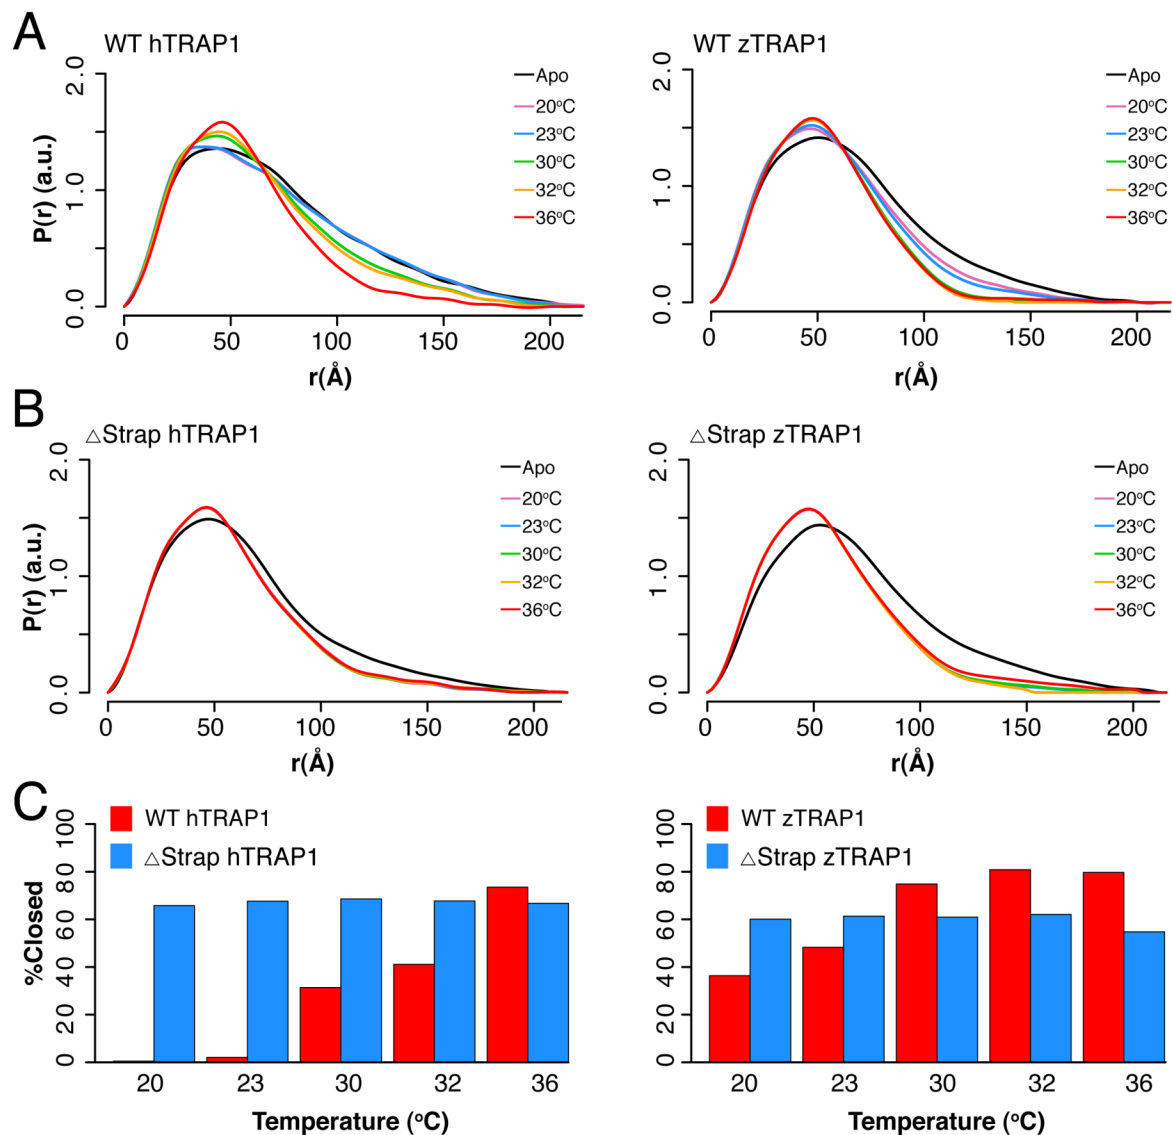 A
WT hTRAP1
P(r) (a.u.)
0.0 1.0 2.0
Apo
20°C
23°C
30°C
32°C
36°C
0 50 100 150 200
r(Å)
WT zTRAP1
0.0 1.0 2.0
Apo
20°C
23°C
30°C
32°C
36°C
0 50 100 150 200
r(Å)
B
△Strap hTRAP1
P(r) (a.u.)
0.0 1.0 2.0
Apo
20°C
23°C
30°C
32°C
36°C
0 50 100 150 200
r(Å)
△Strap zTRAP1
0.0 1.0 2.0
Apo
20°C
23°C
30°C
32°C
36°C
0 50 100 150 200
r(Å)
C
WT hTRAP1
△Strap hTRAP1
%Closed
0 20 40 60 80 100
20 23 30 32 36
Temperature (°C)
WT zTRAP1
△Strap zTRAP1
0 20 40 60 80 100
20 23 30 32 36
Temperature (°C)